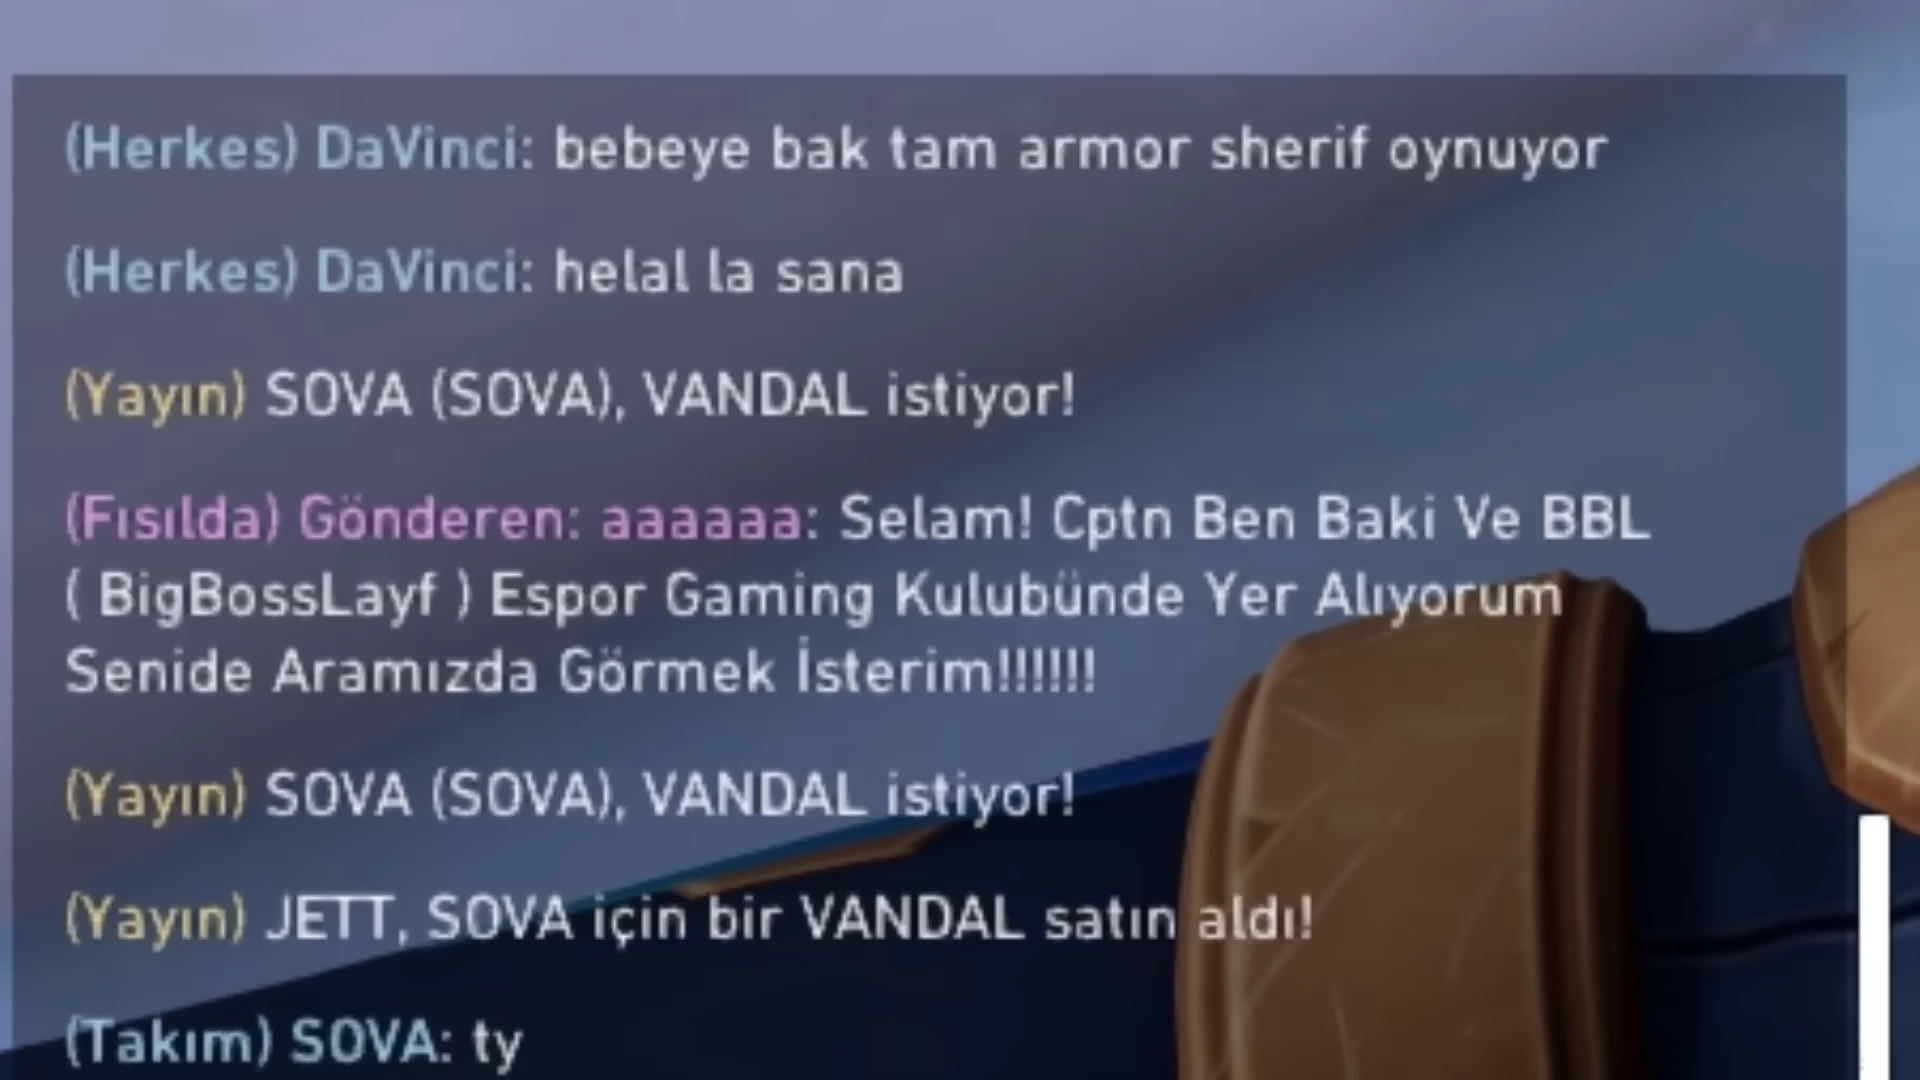 (Herkes) DaVinci: bebeye bak tam armor sherif oynuyor
(Herkes) DaVinci: helal la sana
(Yayın) SOVA (SOVA), VANDAL istiyor!
(Fısılda) Gönderen: aaaaaa: Selam! Cptn Ben Baki Ve BBL
( BigBossLayf ) Espor Gaming Kulubünde Yer Alıyorum
Senide Aramızda Görmek İsterim!!!!!!
(Yayın) SOVA (SOVA), VANDAL istiyor!
(Yayın) JETT, SOVA için bir VANDAL satın aldı!
(Takım) SOVA: ty